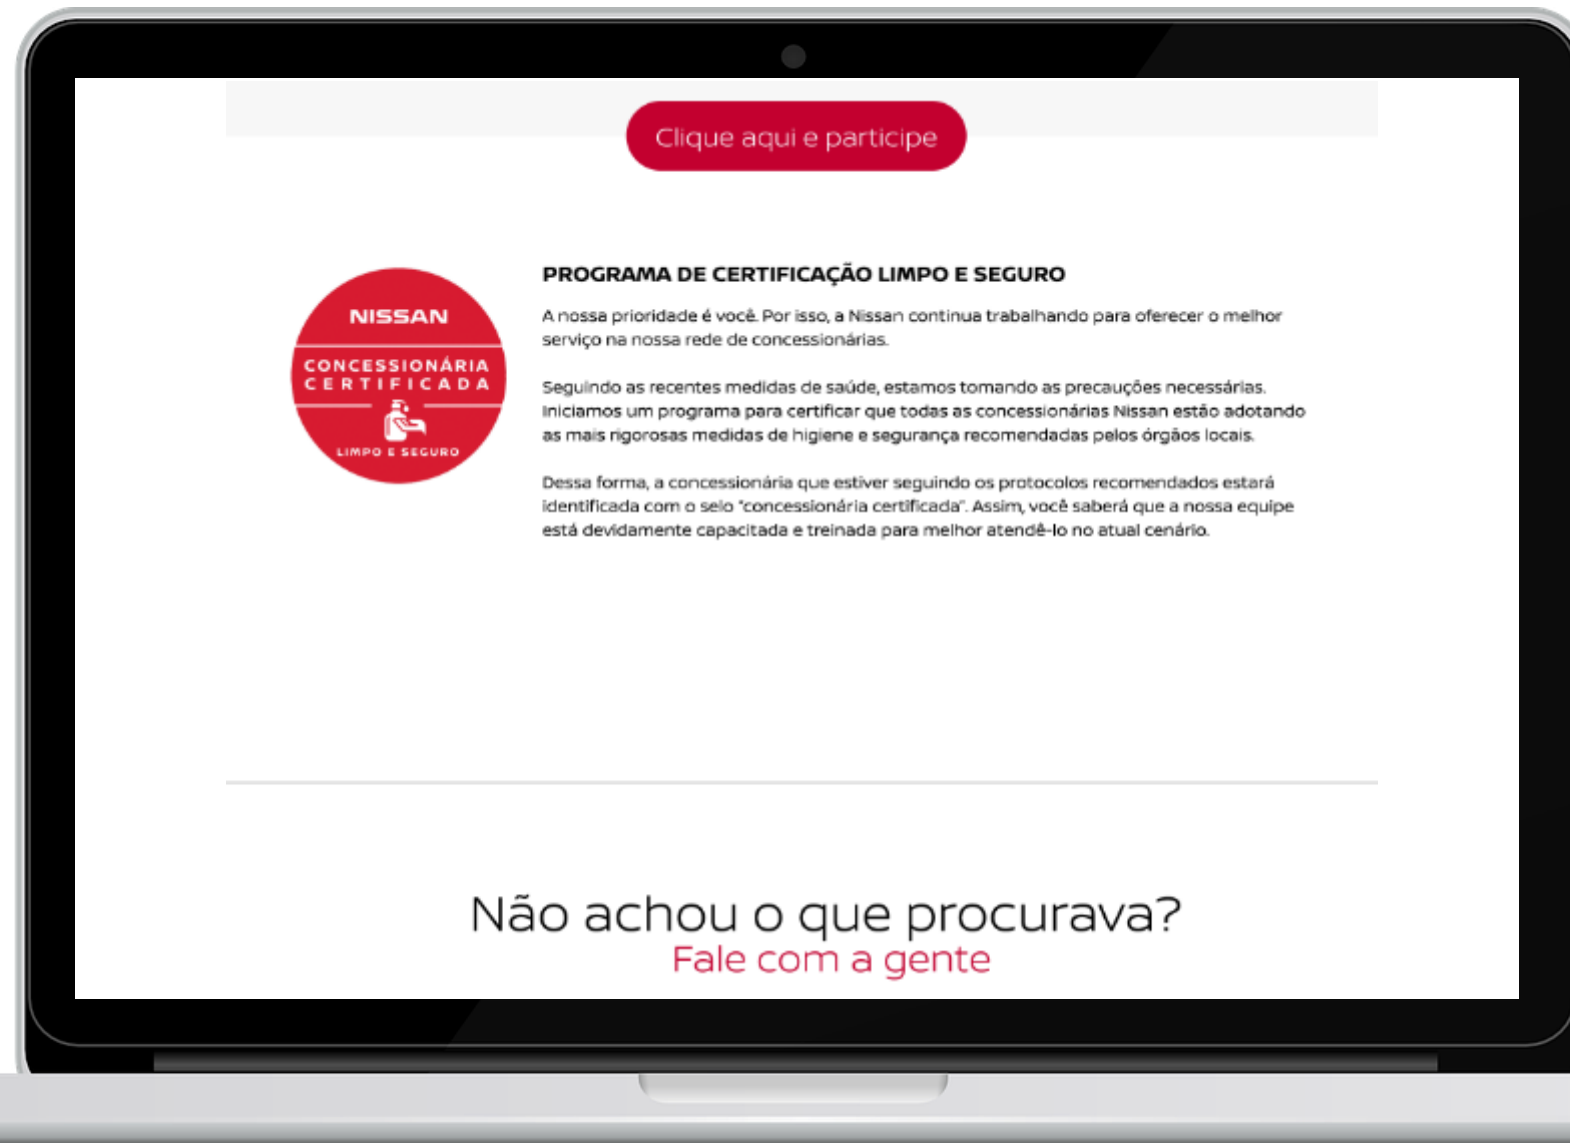 Clique aqui e participe
NISSAN
CONCESSIONÁRIA
CERTIFICADA
LIMPO E SEGURO
PROGRAMA DE CERTIFICAÇÃO LIMPO E SEGURO
A nossa prioridade é você. Por isso, a Nissan continua trabalhando para oferecer o melhor
serviço na nossa rede de concessionárias.
Seguindo as recentes medidas de saúde, estamos tomando as precauções necessárias.
Iniciamos um programa para certificar que todas as concessionárias Nissan estão adotando
as mais rigorosas medidas de higiene e segurança recomendadas pelos órgãos locais.
Dessa forma, a concessionária que estiver seguindo os protocolos recomendados estará
identificada com o selo "concessionária certificada". Assim, você saberá que a nossa equipe
está devidamente capacitada e treinada para melhor atendê-lo no atual cenário.
Não achou o que procurava?
Fale com a gente